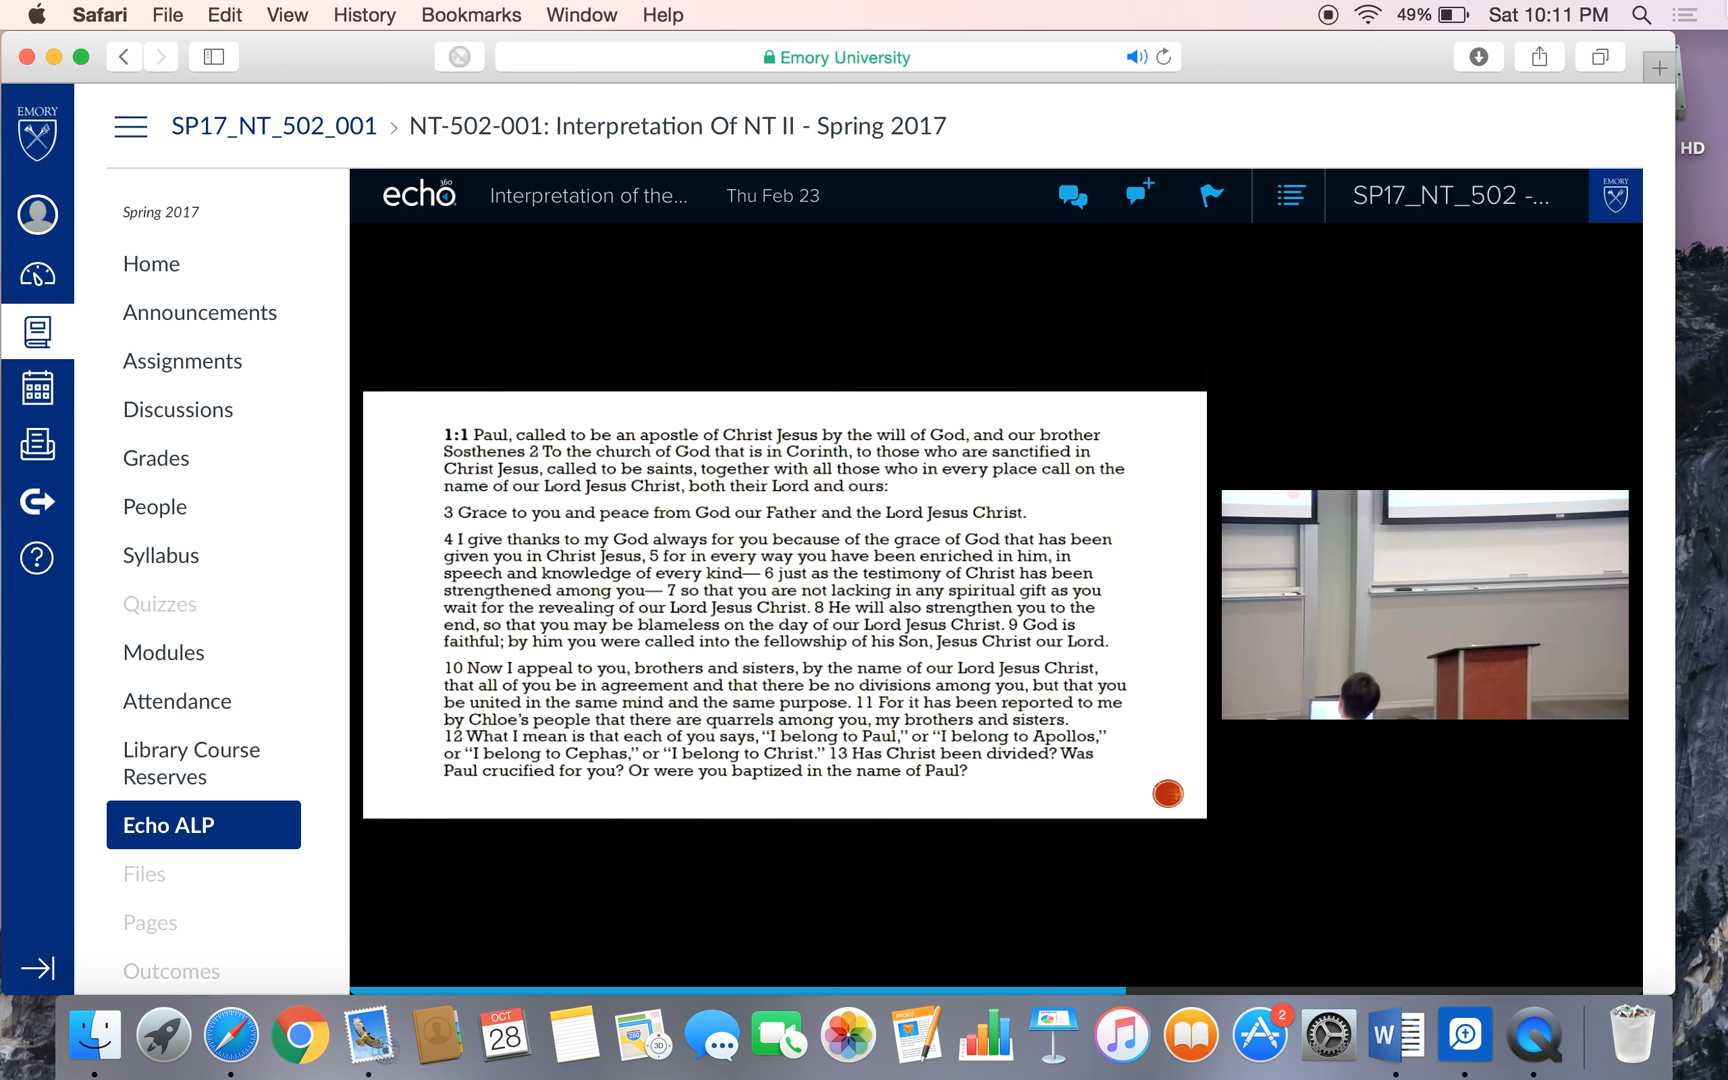 Safari File Edit View History Bookmarks Window Help 49% Sat 10:11 PM
Emory University
HD
EMORY
SP17_NT_502_001 > NT-502-001: Interpretation Of NT II - Spring 2017
echo 360 Interpretation of the... Thu Feb 23 SP17_NT_502 -... EMORY
Spring 2017
Home
Announcements
Assignments
Discussions
Grades
People
Syllabus
Quizzes
Modules
Attendance
Library Course
Reserves
Echo ALP
Files
Pages
Outcomes
1:1 Paul, called to be an apostle of Christ Jesus by the will of God, and our brother
Sosthenes 2 To the church of God that is in Corinth, to those who are sanctified in
Christ Jesus, called to be saints, together with all those who in every place call on the
name of our Lord Jesus Christ, both their Lord and ours:
3 Grace to you and peace from God our Father and the Lord Jesus Christ.
4 I give thanks to my God always for you because of the grace of God that has been
given you in Christ Jesus, 5 for in every way you have been enriched in him, in
speech and knowledge of every kind— 6 just as the testimony of Christ has been
strengthened among you— 7 so that you are not lacking in any spiritual gift as you
wait for the revealing of our Lord Jesus Christ. 8 He will also strengthen you to the
end, so that you may be blameless on the day of our Lord Jesus Christ. 9 God is
faithful; by him you were called into the fellowship of his Son, Jesus Christ our Lord.
10 Now I appeal to you, brothers and sisters, by the name of our Lord Jesus Christ,
that all of you be in agreement and that there be no divisions among you, but that you
be united in the same mind and the same purpose. 11 For it has been reported to me
by Chloe's people that there are quarrels among you, my brothers and sisters.
12 What I mean is that each of you says, “I belong to Paul,” or “I belong to Apollos,”
or “I belong to Cephas,” or “I belong to Christ.” 13 Has Christ been divided? Was
Paul crucified for you? Or were you baptized in the name of Paul?
OCT
28
3D
PAGES
2
W